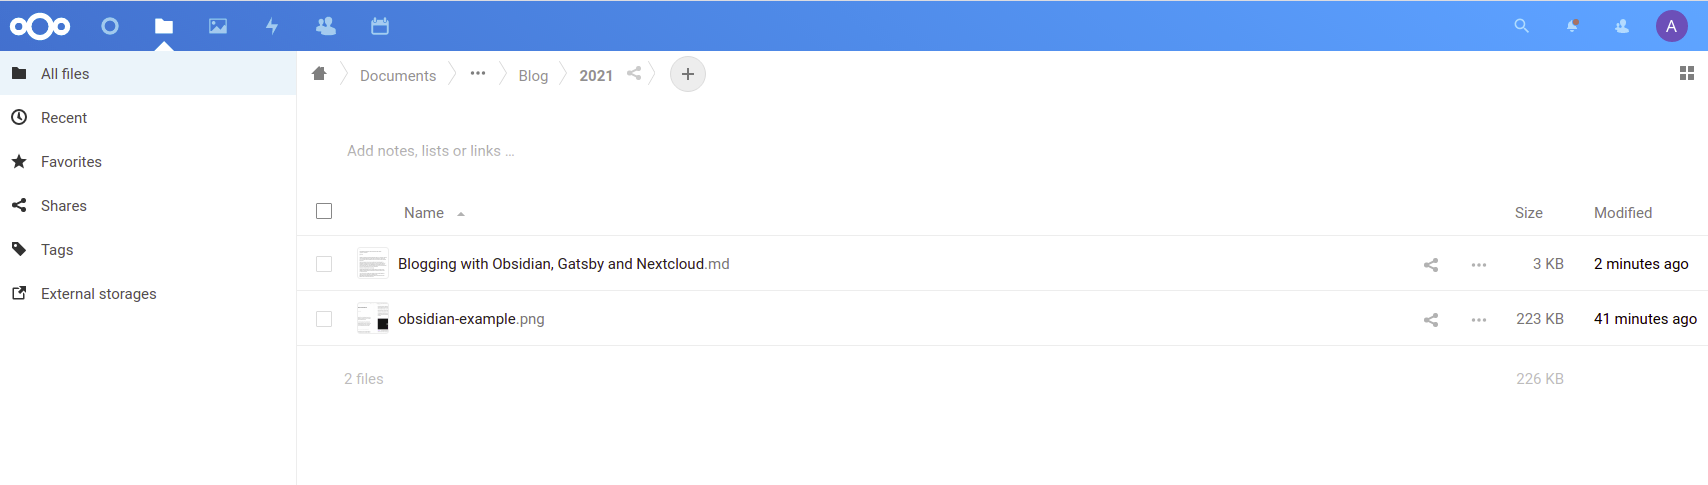 A
All files
Recent
Favorites
Shares
Tags
External storages
Documents ··· Blog 2021 +
Add notes, lists or links ...
Name Size Modified
Blogging with Obsidian, Gatsby and Nextcloud.md ··· 3 KB 2 minutes ago
obsidian-example.png ··· 223 KB 41 minutes ago
2 files 226 KB